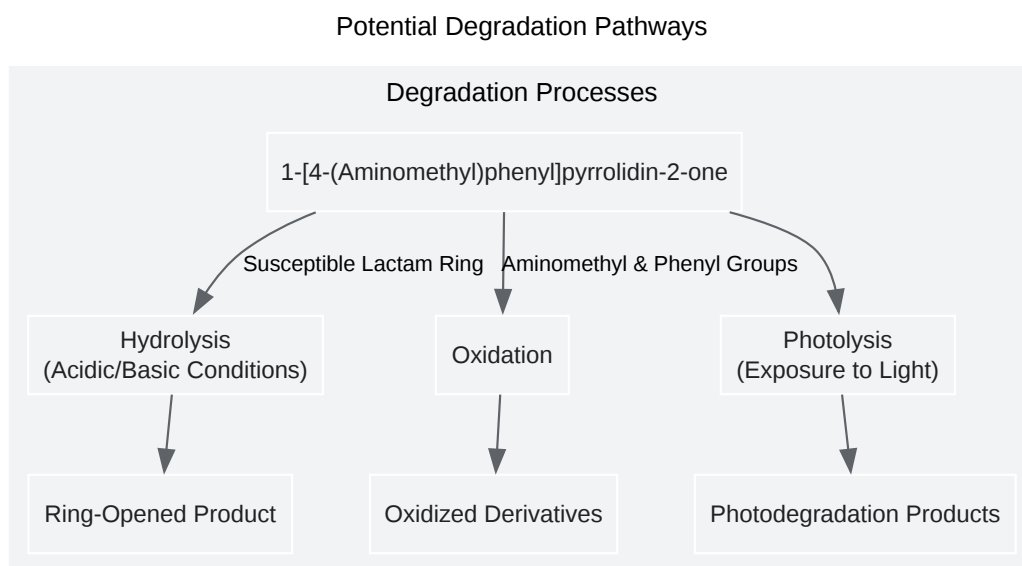 Potential Degradation Pathways
Degradation Processes
1-[4-(Aminomethyl)phenyl]pyrrolidin-2-one
Susceptible Lactam Ring
Aminomethyl & Phenyl Groups
Hydrolysis
(Acidic/Basic Conditions)
Oxidation
Photolysis
(Exposure to Light)
Ring-Opened Product
Oxidized Derivatives
Photodegradation Products